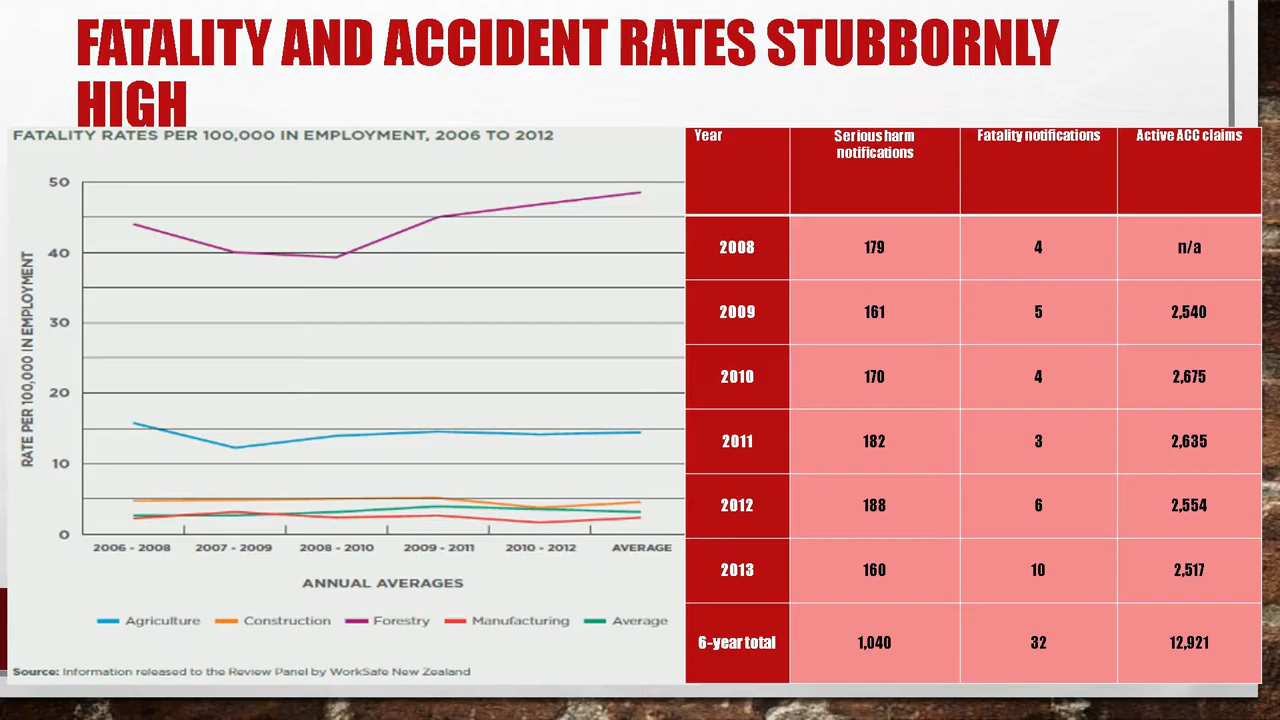 FATALITY AND ACCIDENT RATES STUBBORNLY
HIGH
FATALITY RATES PER 100,000 IN EMPLOYMENT, 2006 TO 2012
RATE PER 100,000 IN EMPLOYMENT
50
40
30
20
10
0
2006 - 2008 2007 - 2009 2008 - 2010 2009 - 2011 2010 - 2012 AVERAGE
ANNUAL AVERAGES
Agriculture Construction Forestry Manufacturing Average
Source: Information released to the Review Panel by WorkSafe New Zealand
Year Serious harm notifications Fatality notifications Active ACC claims
2008 179 4 n/a
2009 161 5 2,540
2010 170 4 2,675
2011 182 3 2,635
2012 188 6 2,554
2013 160 10 2,517
6-year total 1,040 32 12,921